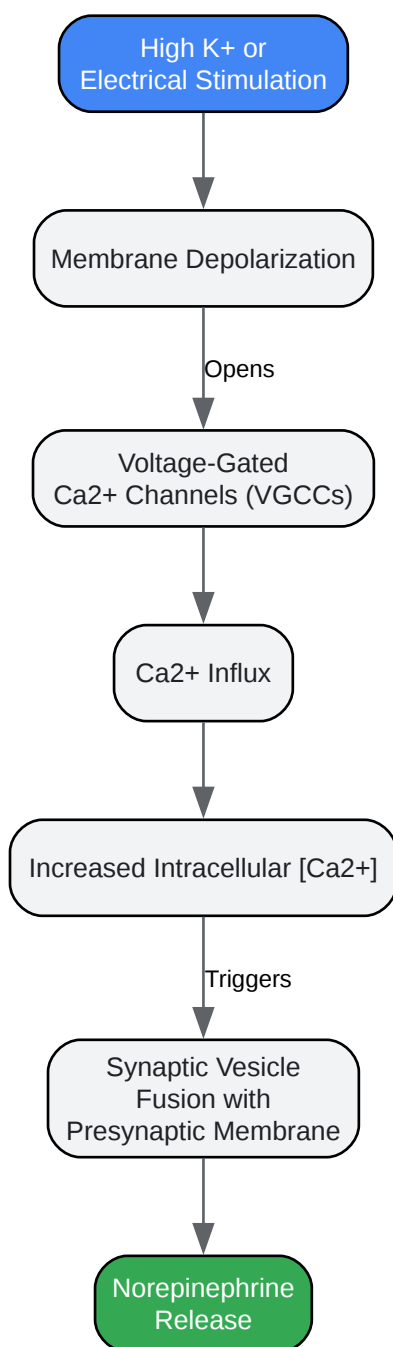 High K+ or
Electrical Stimulation
Membrane Depolarization
Opens
Voltage-Gated
Ca2+ Channels (VGCCs)
Ca2+ Influx
Increased Intracellular [Ca2+]
Triggers
Synaptic Vesicle
Fusion with
Presynaptic Membrane
Norepinephrine
Release